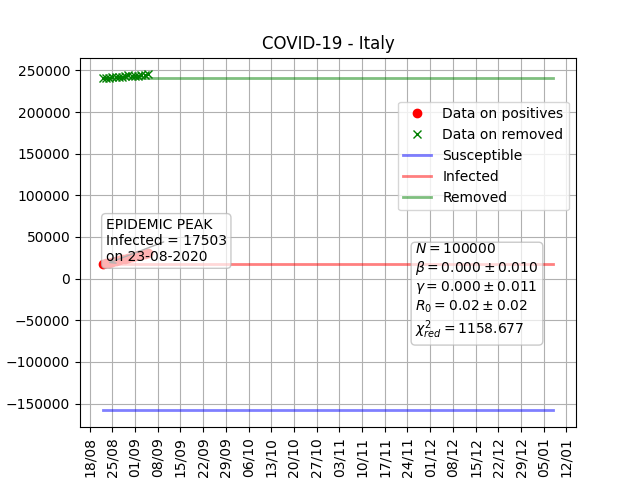 COVID-19 - Italy
250000
200000
150000
100000
50000
0
−50000
−100000
−150000
Data on positives
Data on removed
Susceptible
Infected
Removed
EPIDEMIC PEAK
Infected = 17503
on 23-08-2020
N = 100000
β = 0.000 ± 0.010
γ = 0.000 ± 0.011
R₀ = 0.02 ± 0.02
χ²_red = 1158.677
18/08
25/08
01/09
08/09
15/09
22/09
29/09
06/10
13/10
20/10
27/10
03/11
10/11
17/11
24/11
01/12
08/12
15/12
22/12
29/12
05/01
12/01